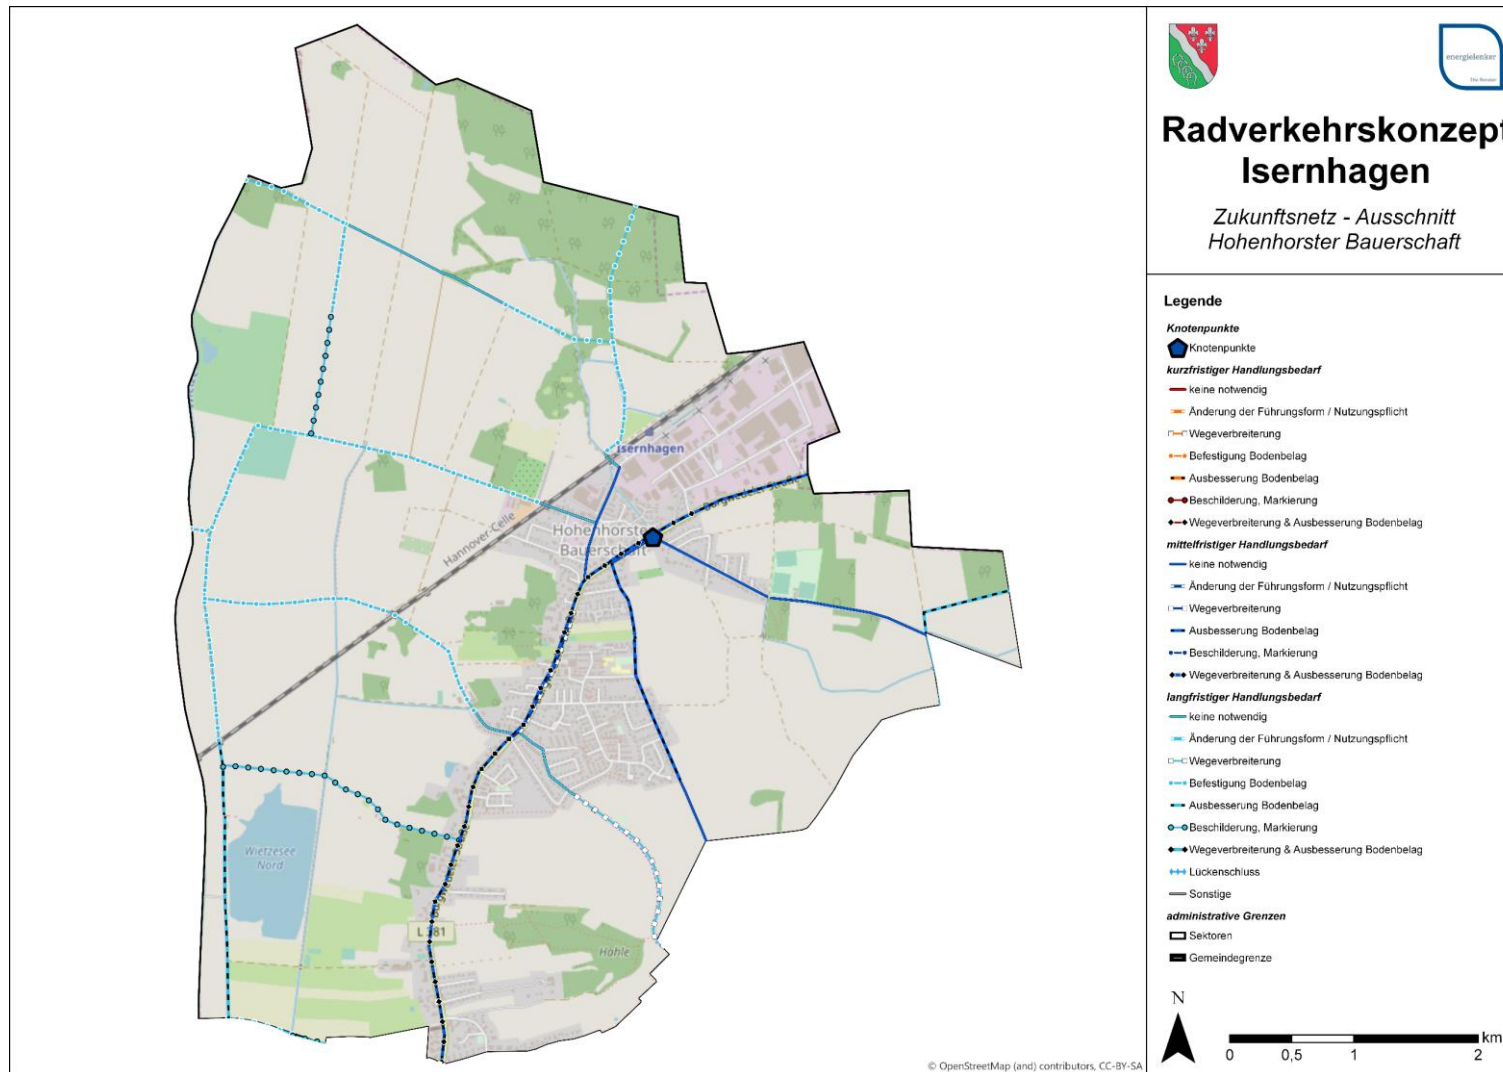 energielenker
Die Berater
Radverkehrskonzept
Isernhagen
Zukunftsnetz - Ausschnitt
Hohenhorster Bauerschaft
Legende
Knotenpunkte
Knotenpunkte
kurzfristiger Handlungsbedarf
keine notwendig
Änderung der Führungsform / Nutzungspflicht
Wegeverbreiterung
Befestigung Bodenbelag
Ausbesserung Bodenbelag
Beschilderung, Markierung
Wegeverbreiterung & Ausbesserung Bodenbelag
mittelfristiger Handlungsbedarf
keine notwendig
Änderung der Führungsform / Nutzungspflicht
Wegeverbreiterung
Ausbesserung Bodenbelag
Beschilderung, Markierung
Wegeverbreiterung & Ausbesserung Bodenbelag
langfristiger Handlungsbedarf
keine notwendig
Änderung der Führungsform / Nutzungspflicht
Wegeverbreiterung
Befestigung Bodenbelag
Ausbesserung Bodenbelag
Beschilderung, Markierung
Wegeverbreiterung & Ausbesserung Bodenbelag
Lückenschluss
Sonstige
administrative Grenzen
Sektoren
Gemeindegrenze
N
km
0 0,5 1 2
Isernhagen
Hohenhorster
Bauerschaft
Hannover-Celle
Wietzesee
Nord
L 381
Hähle
© OpenStreetMap (and) contributors, CC-BY-SA